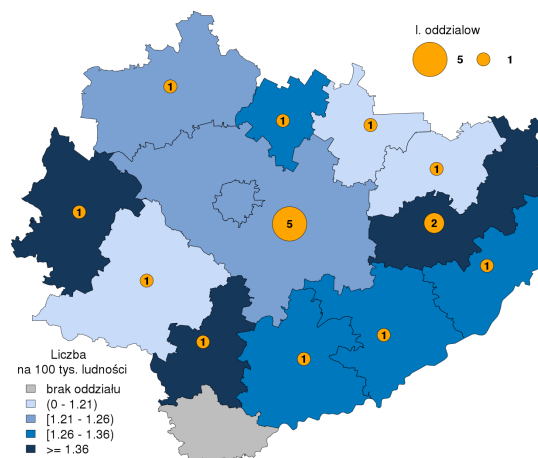 l. oddzialow
5 1
1
1
1
1
1
5
2
1
1
1
1
1
Liczba
na 100 tys. ludności
brak oddziału
(0 - 1.21)
[1.21 - 1.26)
[1.26 - 1.36)
>= 1.36